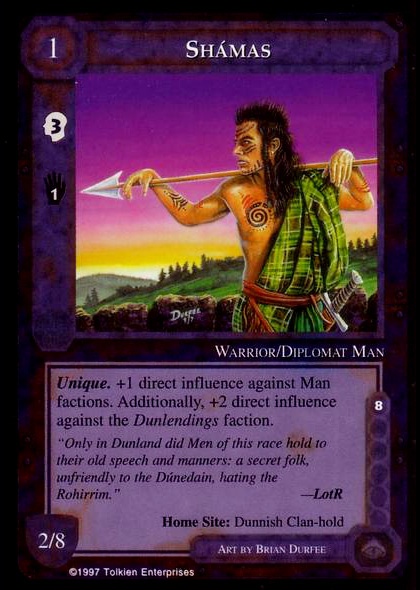 1
SHÁMAS
3
1
DURFEE
97
WARRIOR/DIPLOMAT MAN
Unique. +1 direct influence against Man
factions. Additionally, +2 direct influence
against the Dunlendings faction.
8
“Only in Dunland did Men of this race hold to
their old speech and manners: a secret folk,
unfriendly to the Dúnedain, hating the
Rohirrim.” —LotR
Home Site: Dunnish Clan-hold
2/8
ART BY BRIAN DURFEE
©1997 Tolkien Enterprises